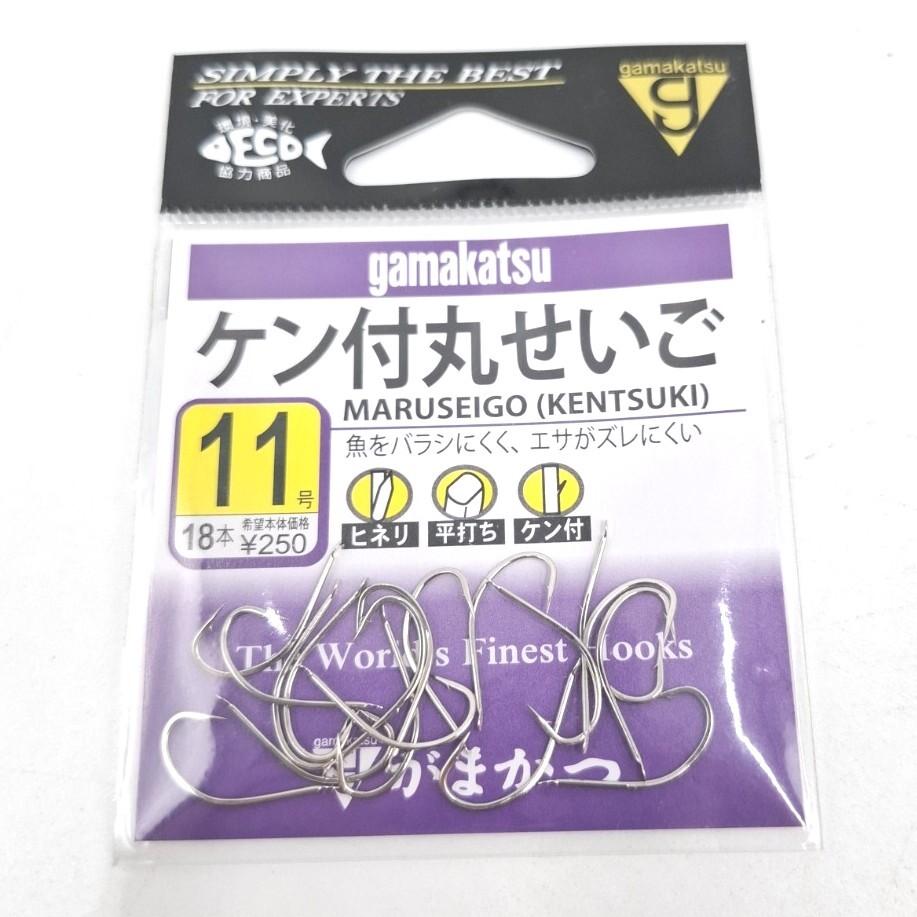 SIMPLY THE BEST
FOR EXPERTS
gamakatsu
環境・美化
ECO
協力商品
gamakatsu
ケン付丸せいご
MARUSEIGO (KENTSUKI)
魚をバラシにくく、エサがズレにくい
11号
18本 希望本体価格 ¥250
ヒネリ 平打ち ケン付
The World's Finest Hooks
gamakatsu
がまかつ